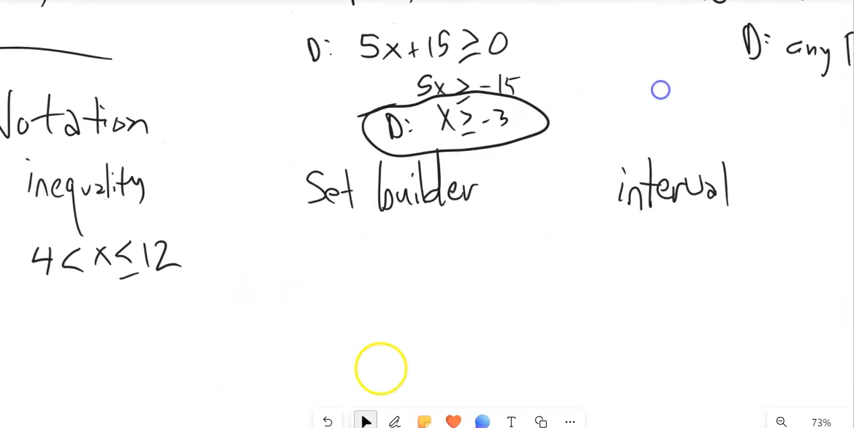 D: 5x+15≥0
D: any
5x≥-15
D: x≥-3
Notation
inequality
Set builder
interval
4<x≤12
T
73%